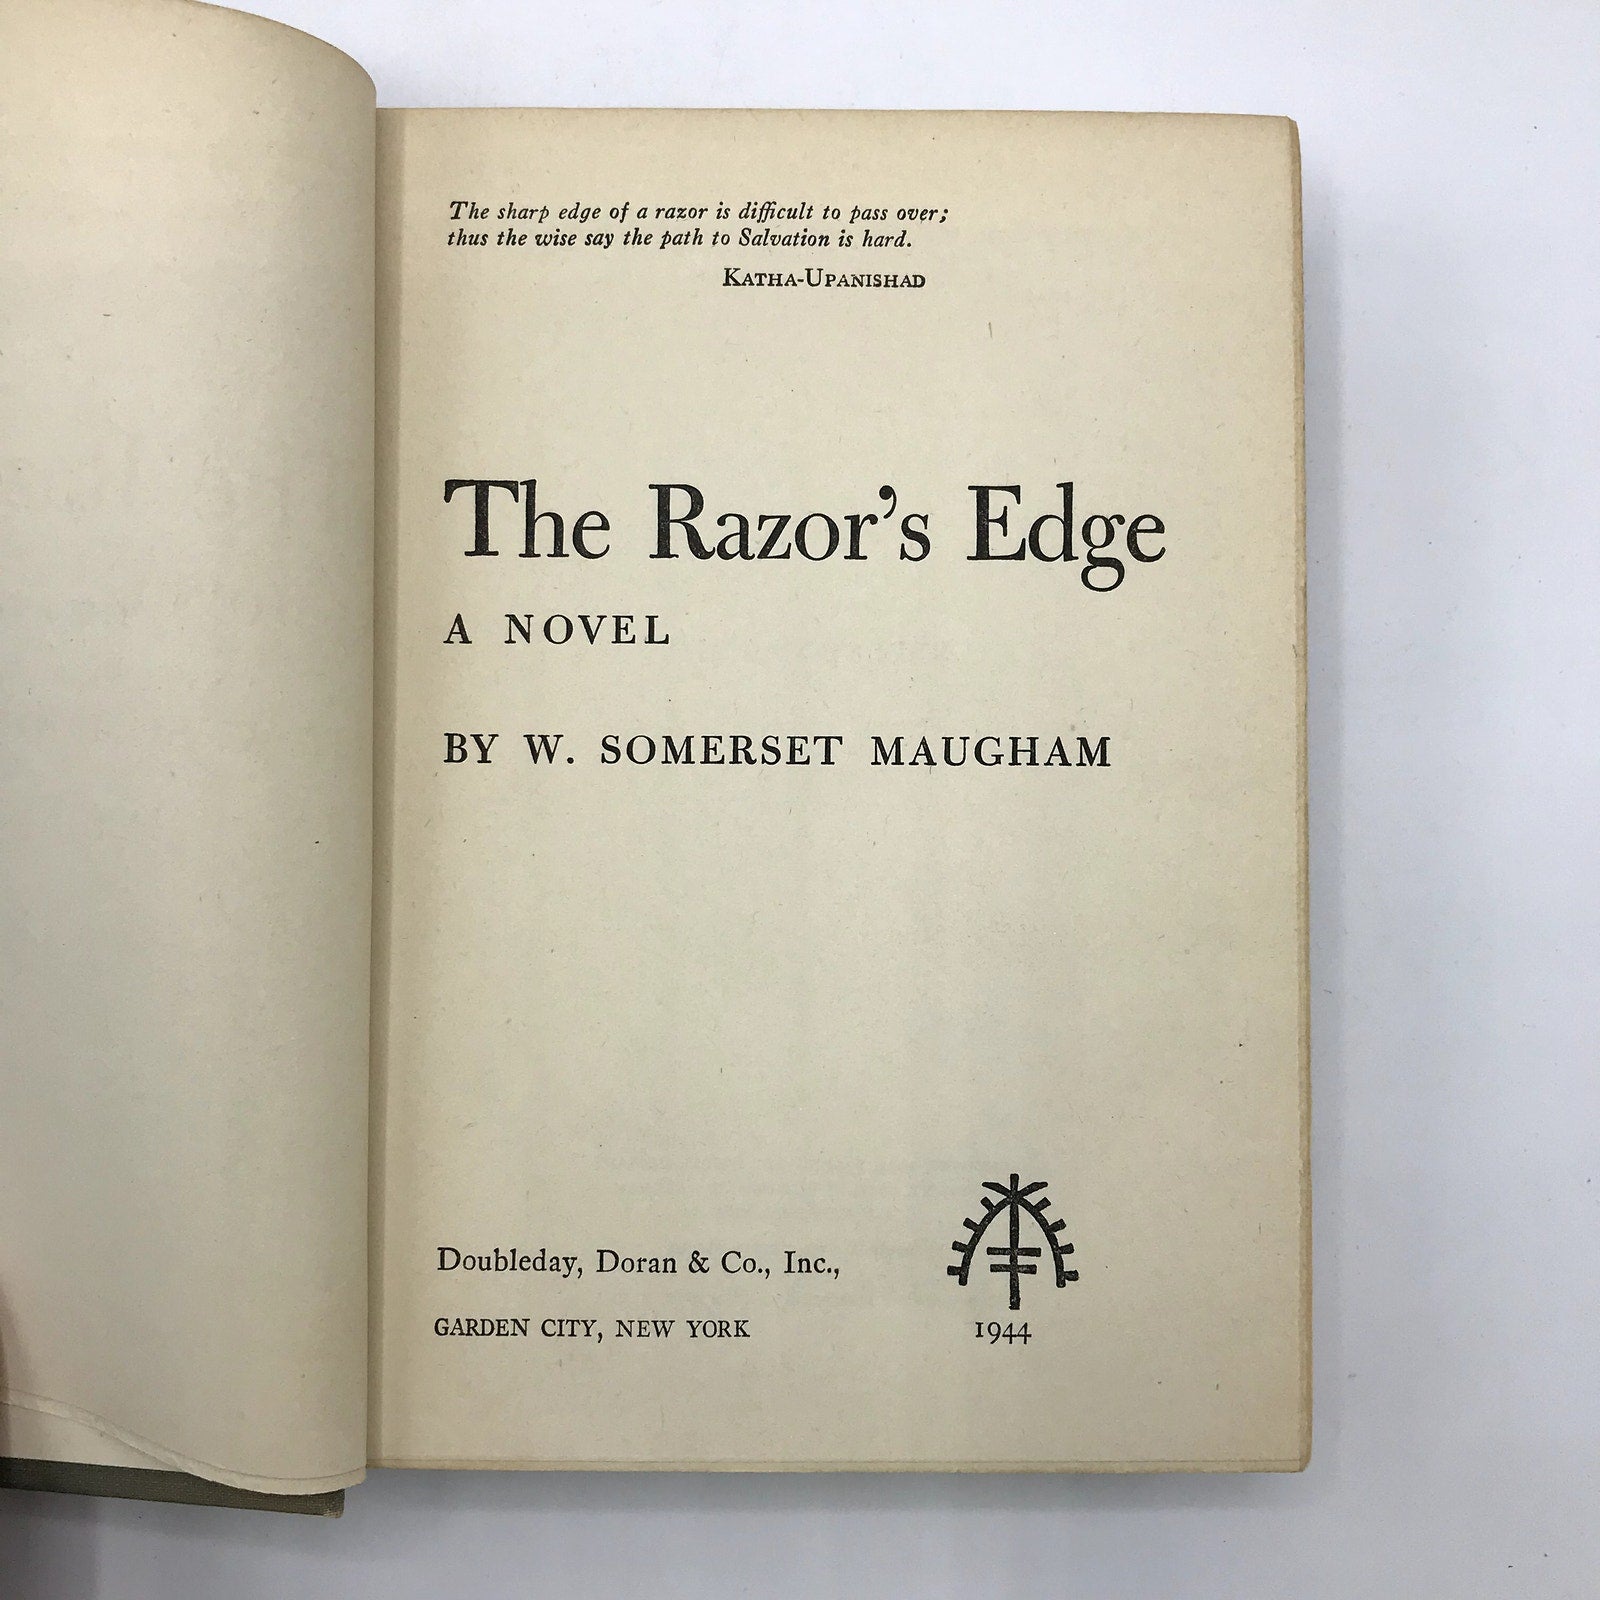 The sharp edge of a razor is difficult to pass over;
thus the wise say the path to Salvation is hard.
KATHA-UPANISHAD
The Razor's Edge
A NOVEL
BY W. SOMERSET MAUGHAM
Doubleday, Doran & Co., Inc.,
GARDEN CITY, NEW YORK
1944